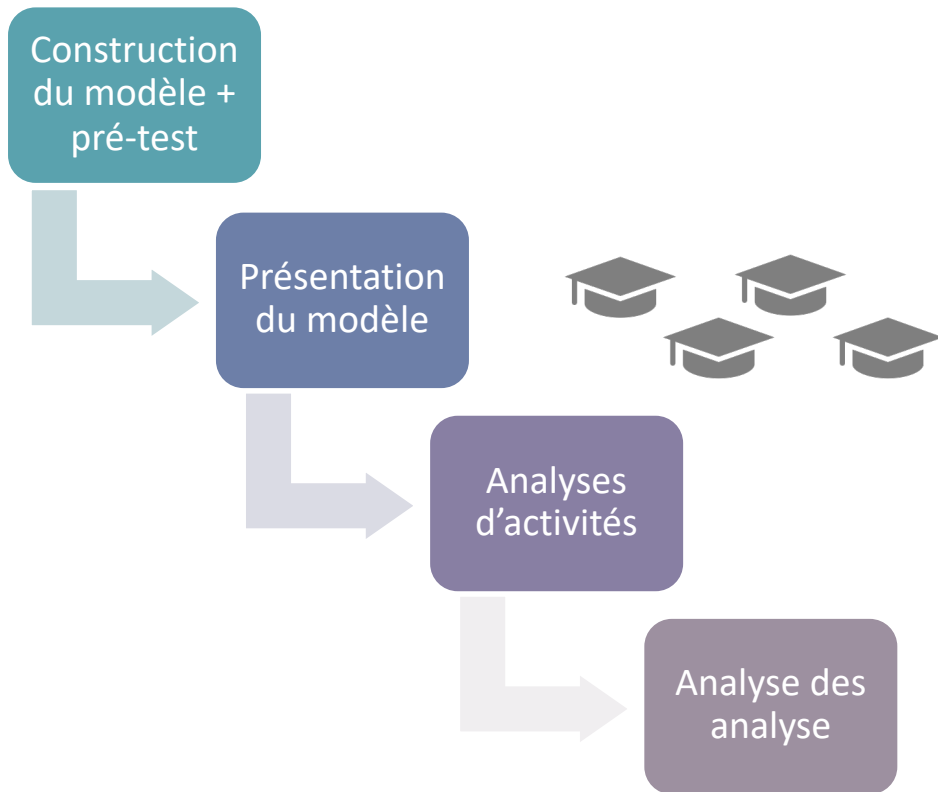 Construction
du modèle +
pré-test
Présentation
du modèle
Analyses
d’activités
Analyse des
analyse